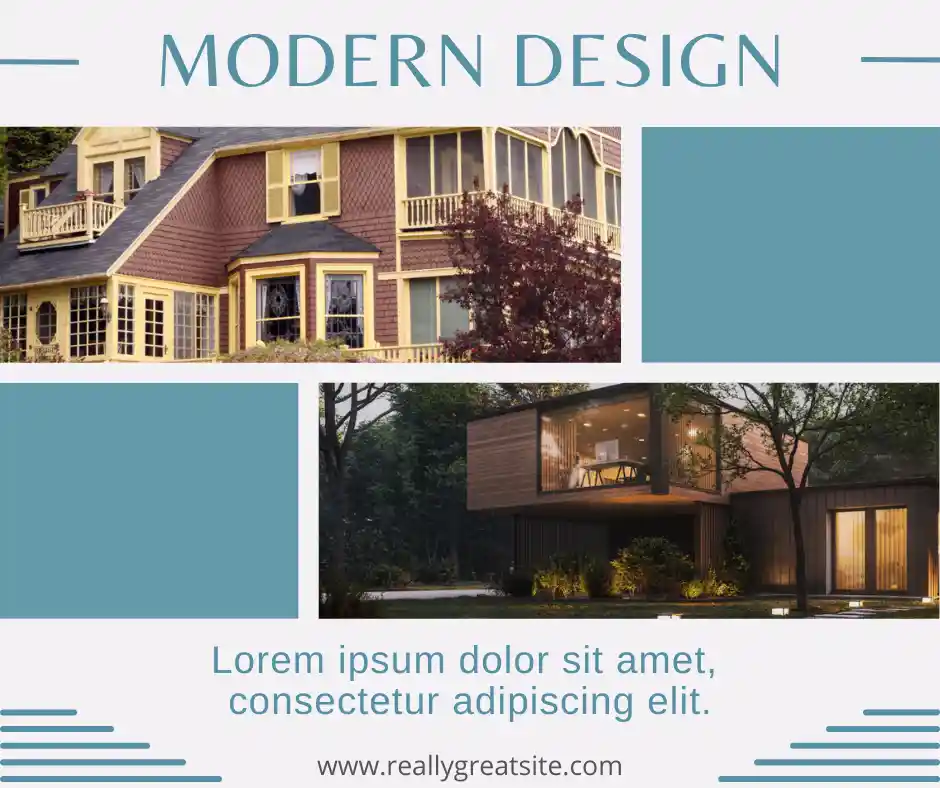 MODERN DESIGN
Lorem ipsum dolor sit amet,
consectetur adipiscing elit.
www.reallygreatsite.com